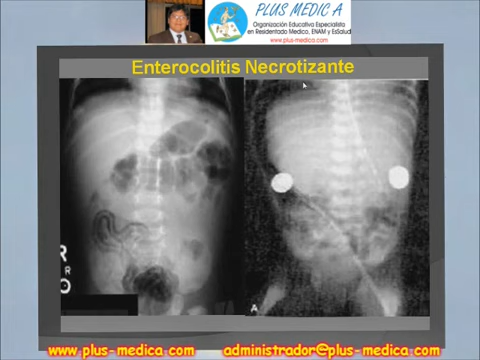 PLUS MEDIC A
Organización Educativa Especialista
en Residentado Medico, ENAM y EsSalud
www.plus-medica.com
Enterocolitis Necrotizante
R
R
O
A
www.plus-medica.com administrador@plus-medica.com